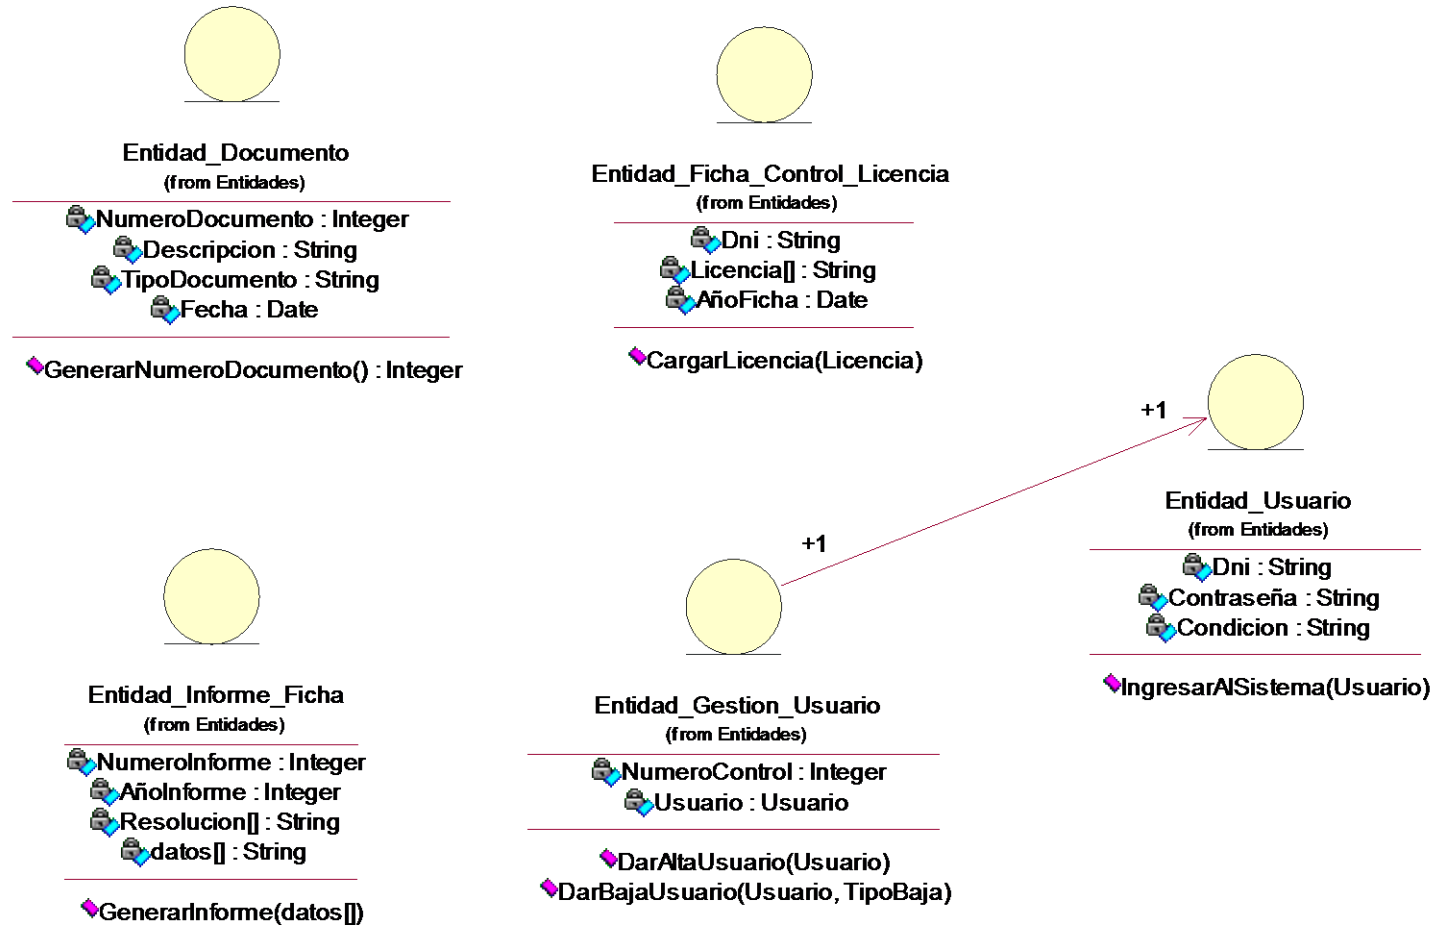 Entidad_Documento
(from Entidades)
NumeroDocumento : Integer
Descripcion : String
TipoDocumento : String
Fecha : Date
GenerarNumeroDocumento() : Integer
Entidad_Ficha_Control_Licencia
(from Entidades)
Dni : String
Licencia[] : String
AñoFicha : Date
CargarLicencia(Licencia)
+1
+1
Entidad_Usuario
(from Entidades)
Dni : String
Contraseña : String
Condicion : String
IngresarAlSistema(Usuario)
Entidad_Informe_Ficha
(from Entidades)
NumeroInforme : Integer
AñoInforme : Integer
Resolucion[] : String
datos[] : String
GenerarInforme(datos[])
Entidad_Gestion_Usuario
(from Entidades)
NumeroControl : Integer
Usuario : Usuario
DarAltaUsuario(Usuario)
DarBajaUsuario(Usuario, TipoBaja)